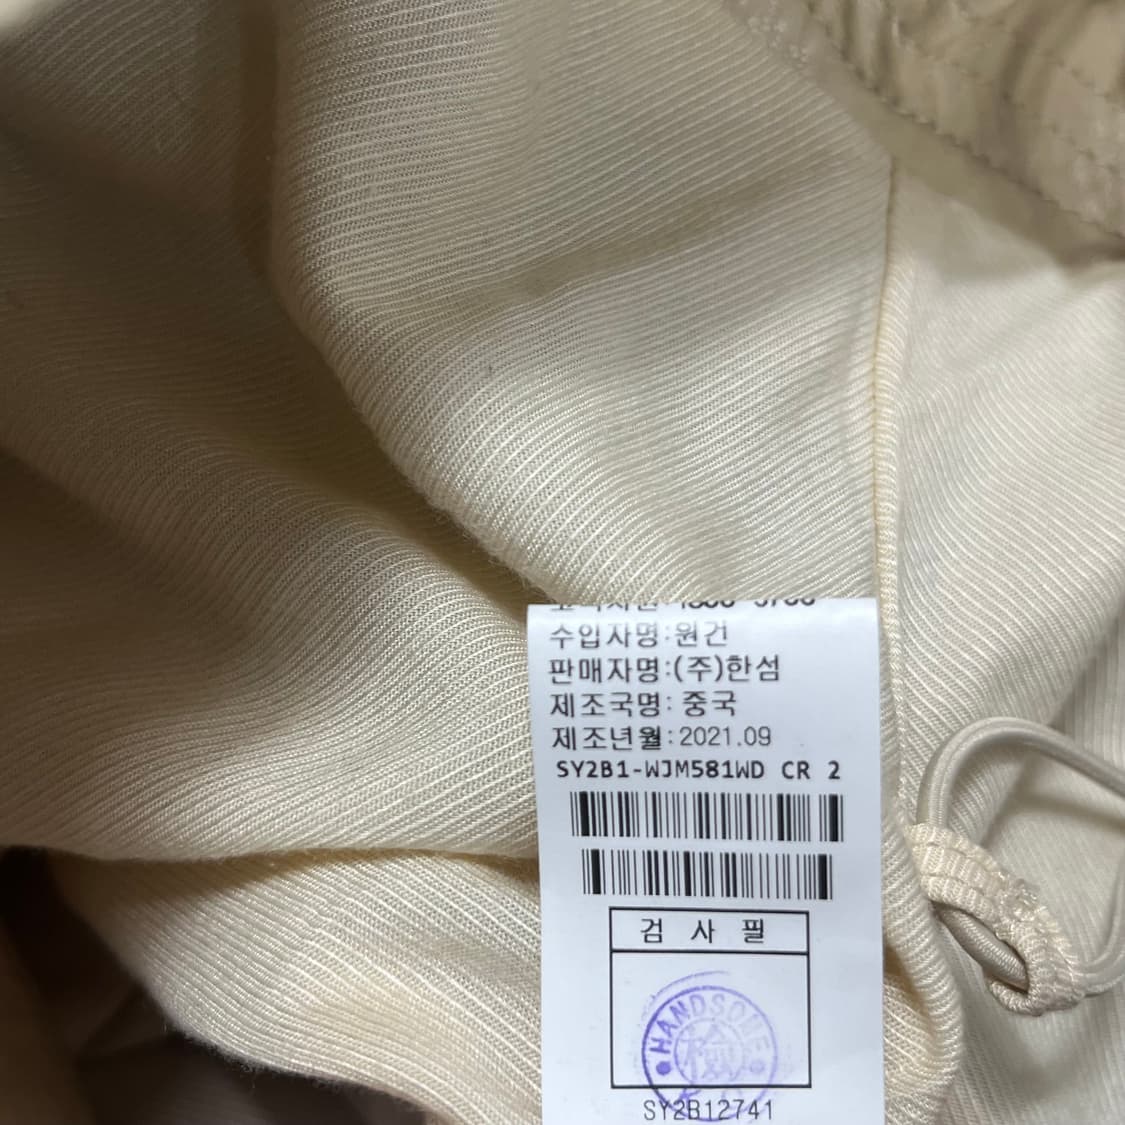 수입자명:원건
판매자명:(주)한섬
제조국명: 중국
제조년월:2021.09
SY2B1-WJM581WD CR 2
검 사 필
HANDSOME
檢
SY2B12741